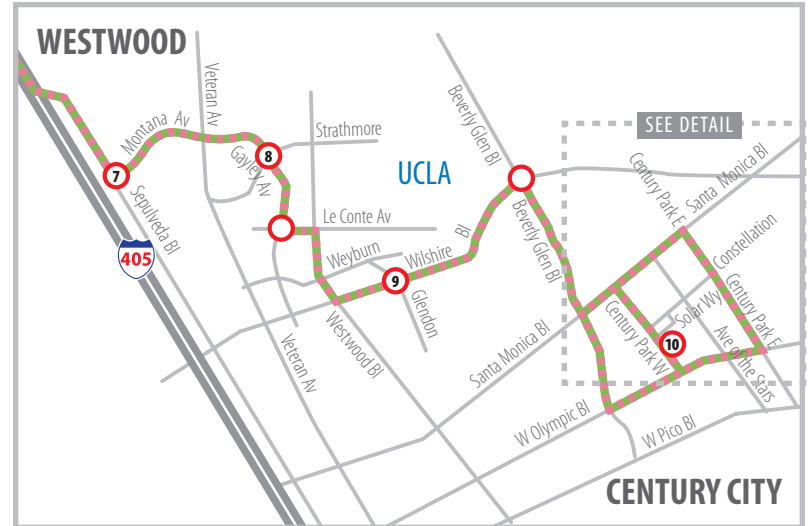 WESTWOOD
Veteran Av
Beverly Glen Bl
SEE DETAIL
Montana Av
Strathmore
8
Gayley Av
7
UCLA
Century Park E
Santa Monica Bl
Sepulveda Bl
Le Conte Av
Beverly Glen Bl
Weyburn
Wilshire Bl
Constellation
405
9
Glendon
Solar Wy
Century Park E
Westwood Bl
Veteran Av
Santa Monica Bl
Century Park W
10
Ave of the Stars
W Olympic Bl
W Pico Bl
CENTURY CITY